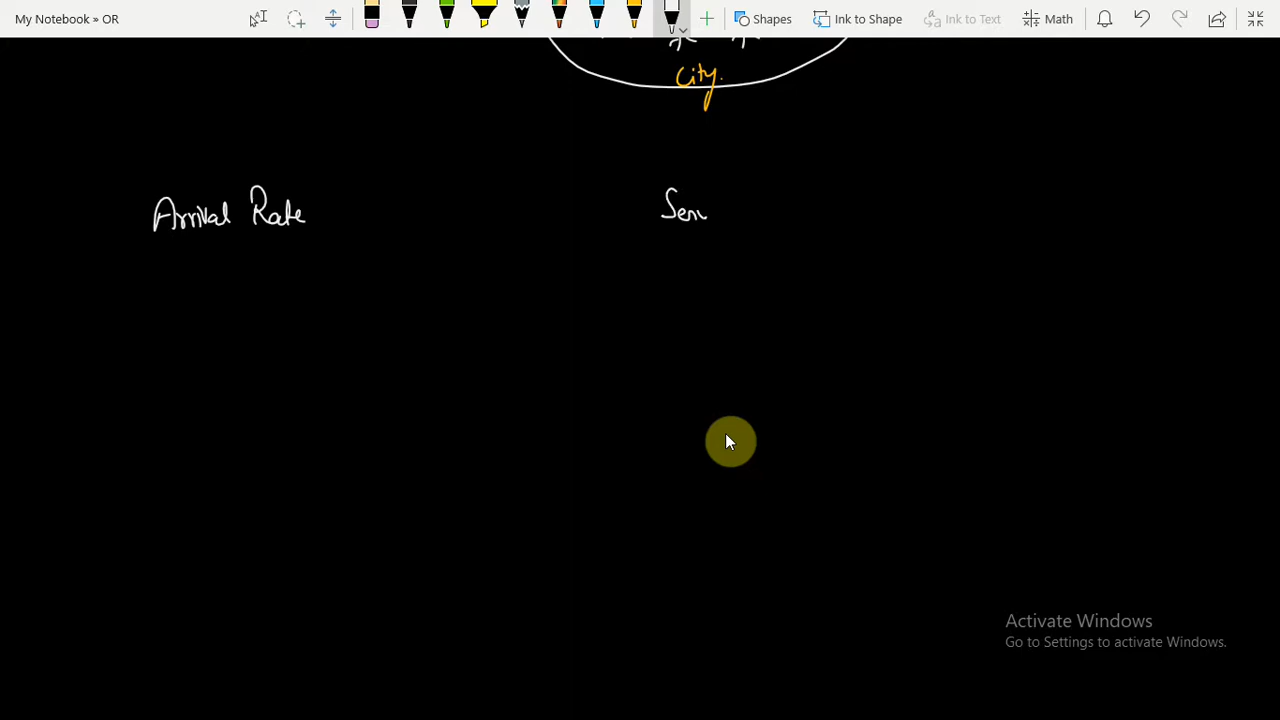 My Notebook » OR
Shapes
Ink to Shape
Ink to Text
Math
City.
Arrival Rate
Serv
Activate Windows
Go to Settings to activate Windows.